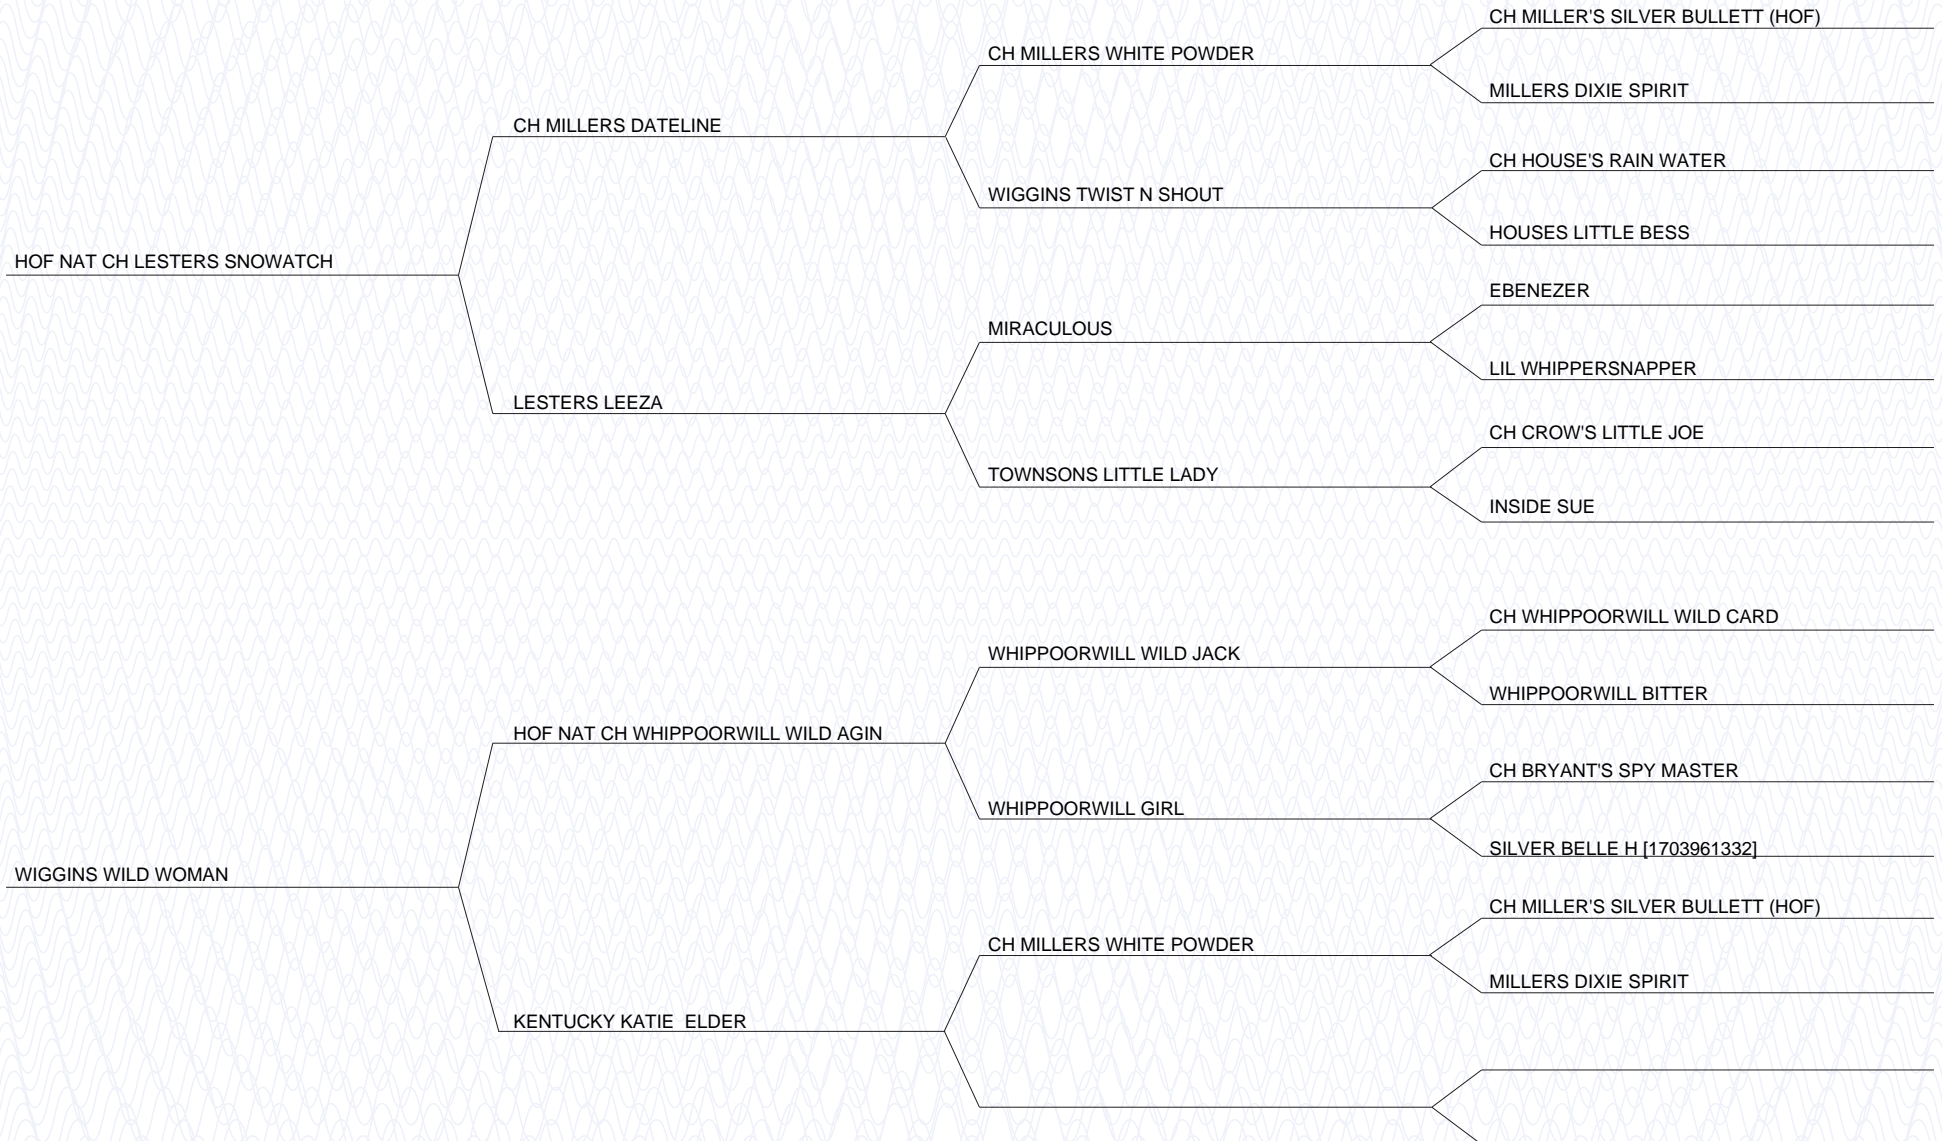 CH MILLER'S SILVER BULLETT (HOF)
CH MILLERS WHITE POWDER
MILLERS DIXIE SPIRIT
CH MILLERS DATELINE
CH HOUSE'S RAIN WATER
WIGGINS TWIST N SHOUT
HOUSES LITTLE BESS
HOF NAT CH LESTERS SNOWATCH
EBENEZER
MIRACULOUS
LIL WHIPPERSNAPPER
LESTERS LEEZA
CH CROW'S LITTLE JOE
TOWNSONS LITTLE LADY
INSIDE SUE
CH WHIPPOORWILL WILD CARD
WHIPPOORWILL WILD JACK
WHIPPOORWILL BITTER
HOF NAT CH WHIPPOORWILL WILD AGIN
CH BRYANT'S SPY MASTER
WHIPPOORWILL GIRL
SILVER BELLE H [1703961332]
WIGGINS WILD WOMAN
CH MILLER'S SILVER BULLETT (HOF)
CH MILLERS WHITE POWDER
MILLERS DIXIE SPIRIT
KENTUCKY KATIE  ELDER